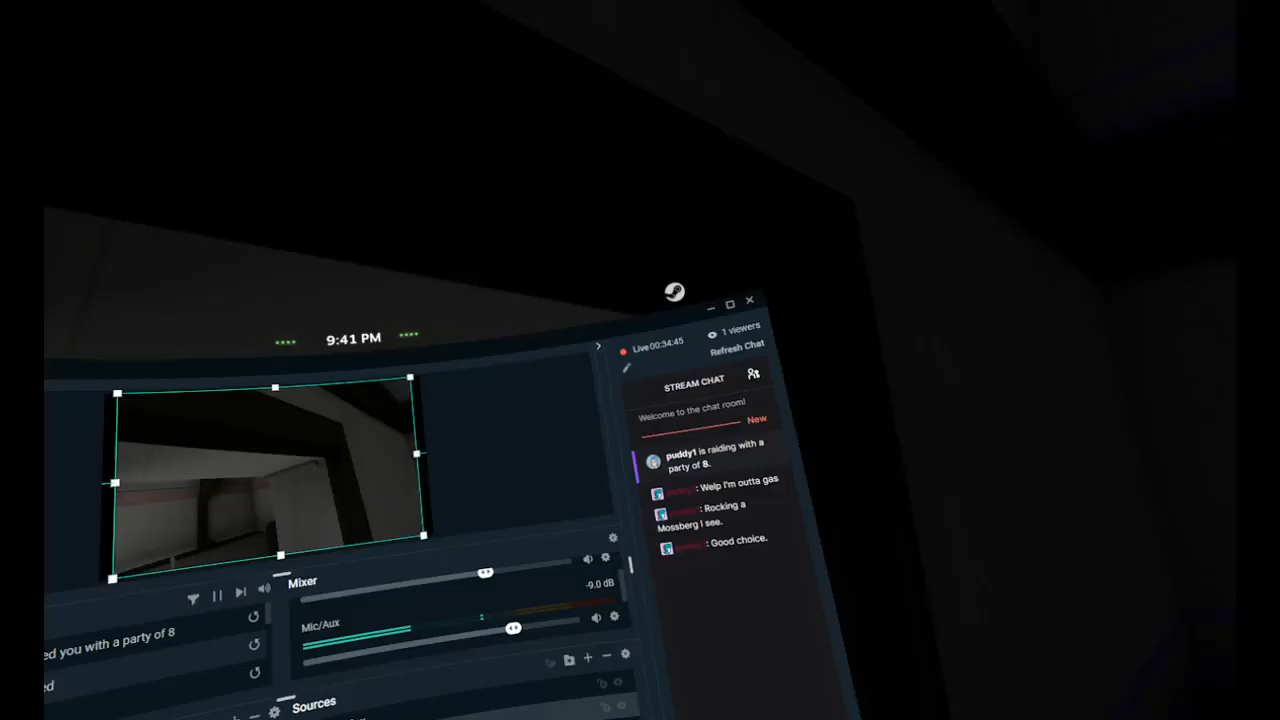 9:41 PM
Live 00:34:45
1 viewers
Refresh Chat
STREAM CHAT
Welcome to the chat room!
New
puddy1 is raiding with a
party of 8.
: Welp I'm outta gas
: Rocking a
Mossberg I see.
: Good choice.
Mixer
-9.0 dB
Mic/Aux
ed you with a party of 8
ed
Sources